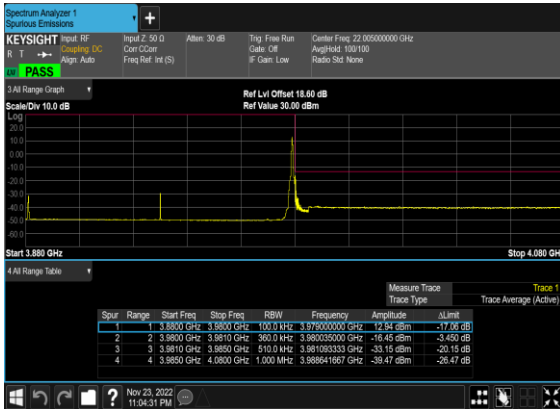 Spectrum Analyzer 1
Spurious Emissions
+
KEYSIGHT Input: RF Input Z: 50 Ω Atten: 30 dB Trig: Free Run Center Freq: 22.005000000 GHz
R T Coupling: DC Corr CCorr Gate: Off Avg|Hold: 100/100
Align: Auto Freq Ref: Int (S) IF Gain: Low Radio Std: None
PASS
3 All Range Graph
Ref Lvl Offset 18.60 dB
Scale/Div 10.0 dB Ref Value 30.00 dBm
Log
20.0
10.0
0.00
-10.0
-20.0
-30.0
-40.0
-50.0
-60.0
Start 3.880 GHz Stop 4.080 GHz
4 All Range Table
Measure Trace Trace 1
Trace Type Trace Average (Active)
Spur Range Start Freq Stop Freq RBW Frequency Amplitude ΔLimit
1 1 3.8800 GHz 3.9800 GHz 100.0 kHz 3.979000000 GHz 12.94 dBm -17.06 dB
2 2 3.9800 GHz 3.9810 GHz 360.0 kHz 3.980035000 GHz -16.45 dBm -3.450 dB
3 3 3.9810 GHz 3.9850 GHz 510.0 kHz 3.981093333 GHz -33.15 dBm -20.15 dB
4 4 3.9850 GHz 4.0800 GHz 1.000 MHz 3.988641667 GHz -39.47 dBm -26.47 dB
? Nov 23, 2022
11:04:31 PM